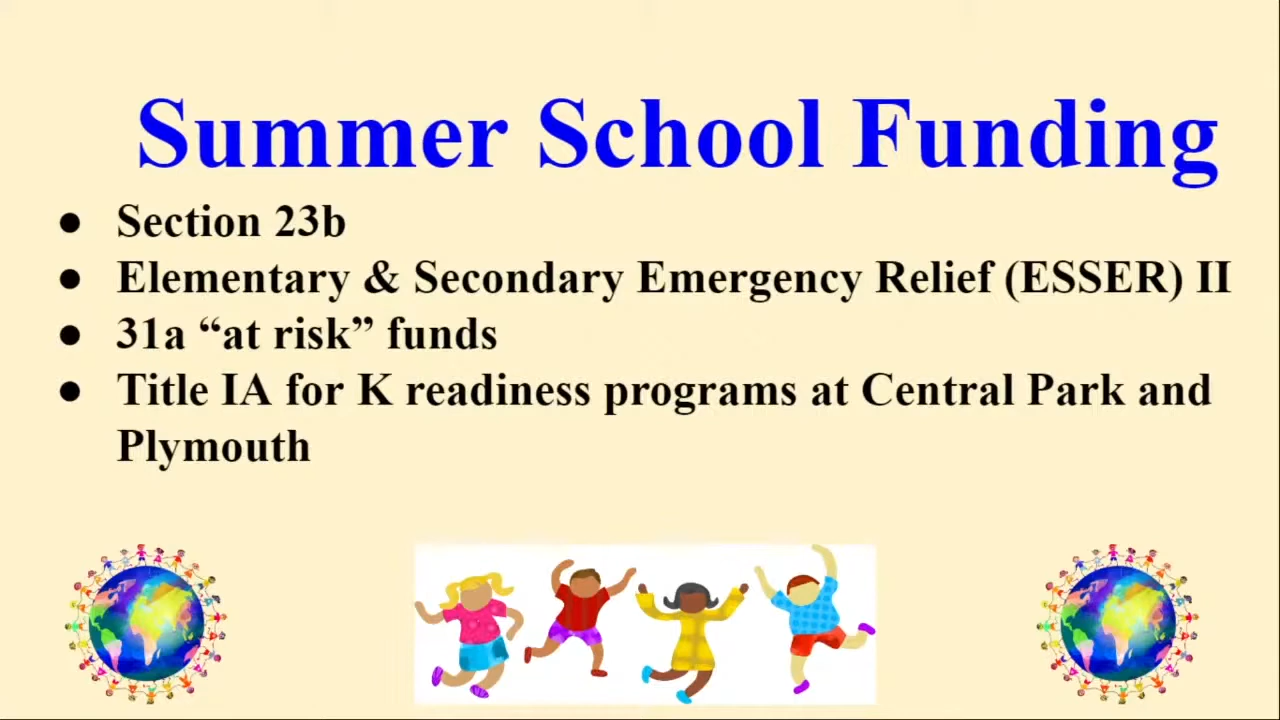 Summer School Funding
● Section 23b
● Elementary & Secondary Emergency Relief (ESSER) II
● 31a “at risk” funds
● Title IA for K readiness programs at Central Park and
Plymouth